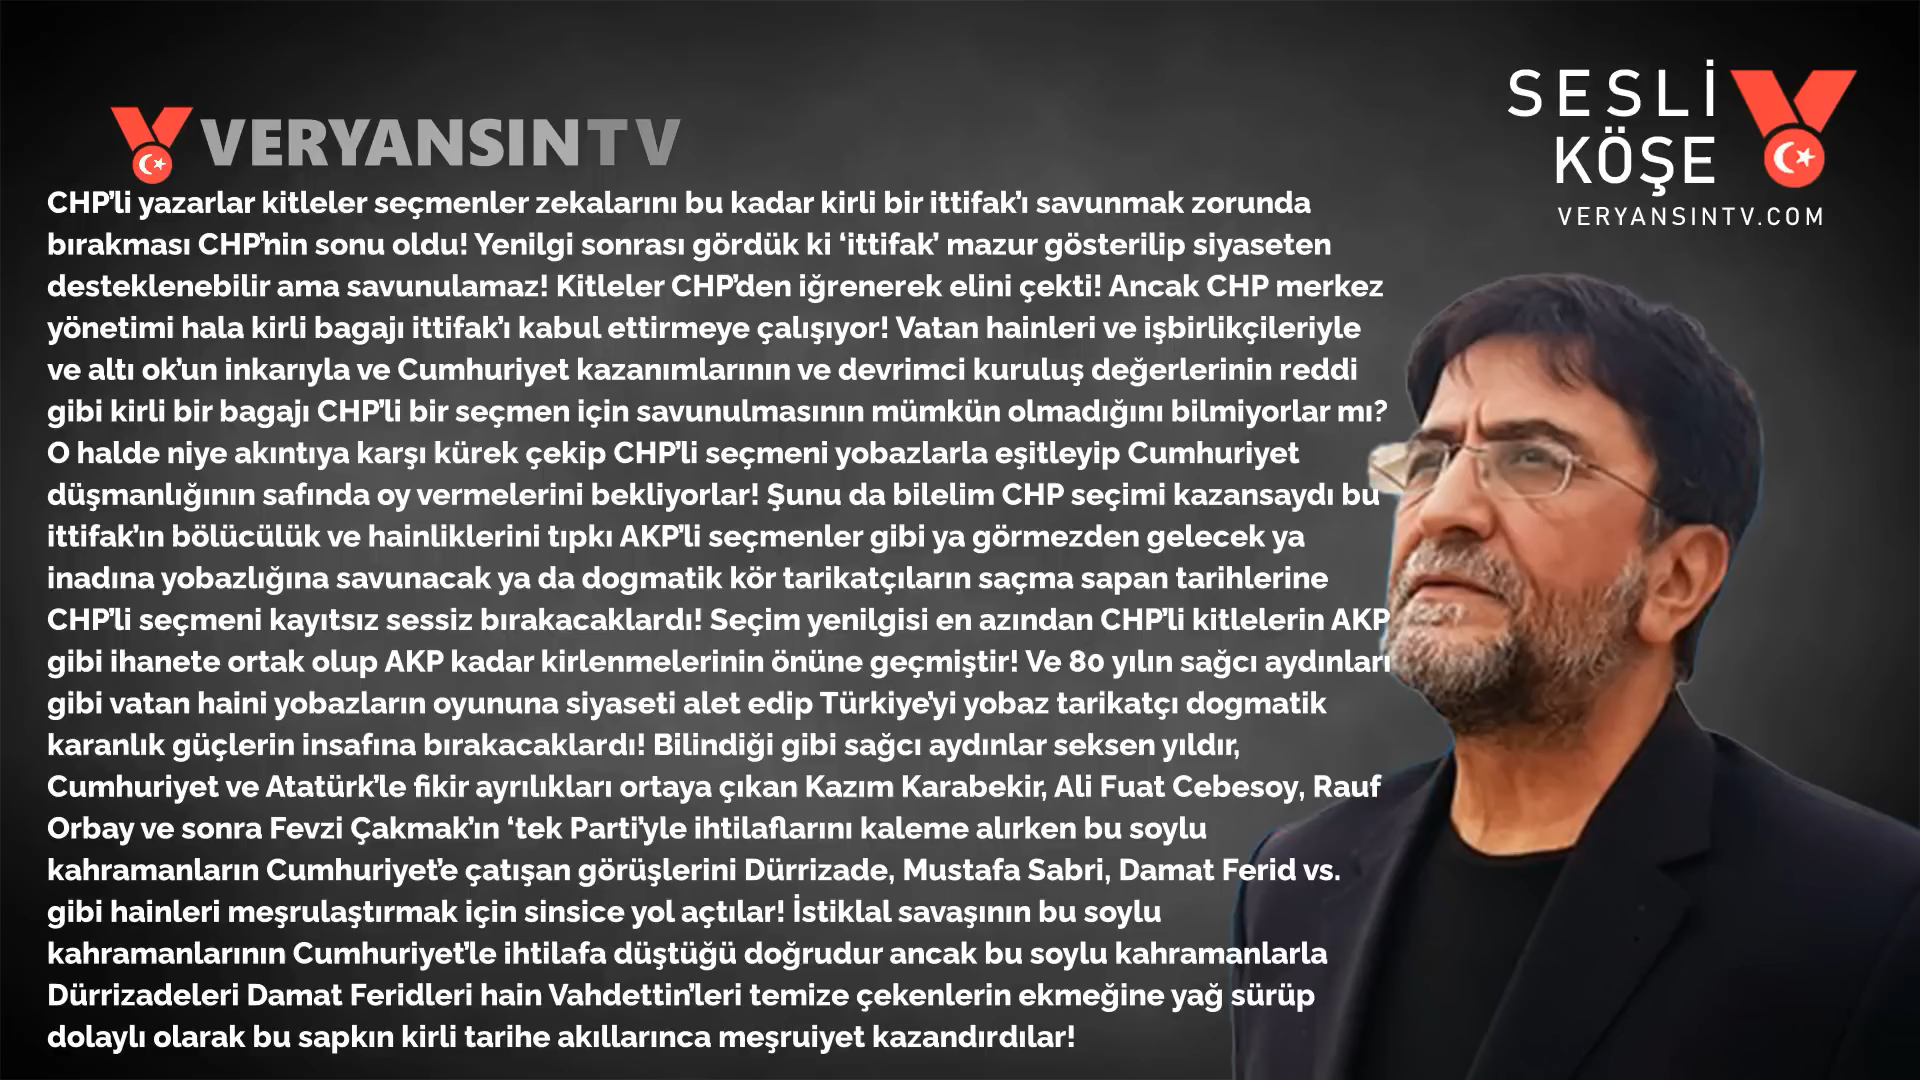 SESLİ
KÖŞE
VERYANSINTV.COM
VERYANSINTV
CHP'li yazarlar kitleler seçmenler zekalarını bu kadar kirli bir ittifak'ı savunmak zorunda
bırakması CHP'nin sonu oldu! Yenilgi sonrası gördük ki ‘ittifak’ mazur gösterilip siyaseten
desteklenebilir ama savunulamaz! Kitleler CHP'den iğrenerek elini çekti! Ancak CHP merkez
yönetimi hala kirli bagajı ittifak'ı kabul ettirmeye çalışıyor! Vatan hainleri ve işbirlikçileriyle
ve altı ok'un inkarıyla ve Cumhuriyet kazanımlarının ve devrimci kuruluş değerlerinin reddi
gibi kirli bir bagajı CHP'li bir seçmen için savunulmasının mümkün olmadığını bilmiyorlar mı?
O halde niye akıntıya karşı kürek çekip CHP'li seçmeni yobazlarla eşitleyip Cumhuriyet
düşmanlığının safında oy vermelerini bekliyorlar! Şunu da bilelim CHP seçimi kazansaydı bu
ittifak'ın bölücülük ve hainliklerini tıpkı AKP'li seçmenler gibi ya görmezden gelecek ya
inadına yobazlığına savunacak ya da dogmatik kör tarikatçıların saçma sapan tarihlerine
CHP'li seçmeni kayıtsız sessiz bırakacaklardı! Seçim yenilgisi en azından CHP'li kitlelerin AKP
gibi ihanete ortak olup AKP kadar kirlenmelerinin önüne geçmiştir! Ve 80 yılın sağcı aydınları
gibi vatan haini yobazların oyununa siyaseti alet edip Türkiye'yi yobaz tarikatçı dogmatik
karanlık güçlerin insafına bırakacaklardı! Bilindiği gibi sağcı aydınlar seksen yıldır,
Cumhuriyet ve Atatürk'le fikir ayrılıkları ortaya çıkan Kazım Karabekir, Ali Fuat Cebesoy, Rauf
Orbay ve sonra Fevzi Çakmak'ın ‘tek Parti'yle ihtilaflarını kaleme alırken bu soylu
kahramanların Cumhuriyet'e çatışan görüşlerini Dürrizade, Mustafa Sabri, Damat Ferid vs.
gibi hainleri meşrulaştırmak için sinsice yol açtılar! İstiklal savaşının bu soylu
kahramanlarının Cumhuriyet'le ihtilafa düştüğü doğrudur ancak bu soylu kahramanlarla
Dürrizadeleri Damat Feridleri hain Vahdettin'leri temize çekenlerin ekmeğine yağ sürüp
dolaylı olarak bu sapkın kirli tarihe akıllarınca meşruiyet kazandırdılar!